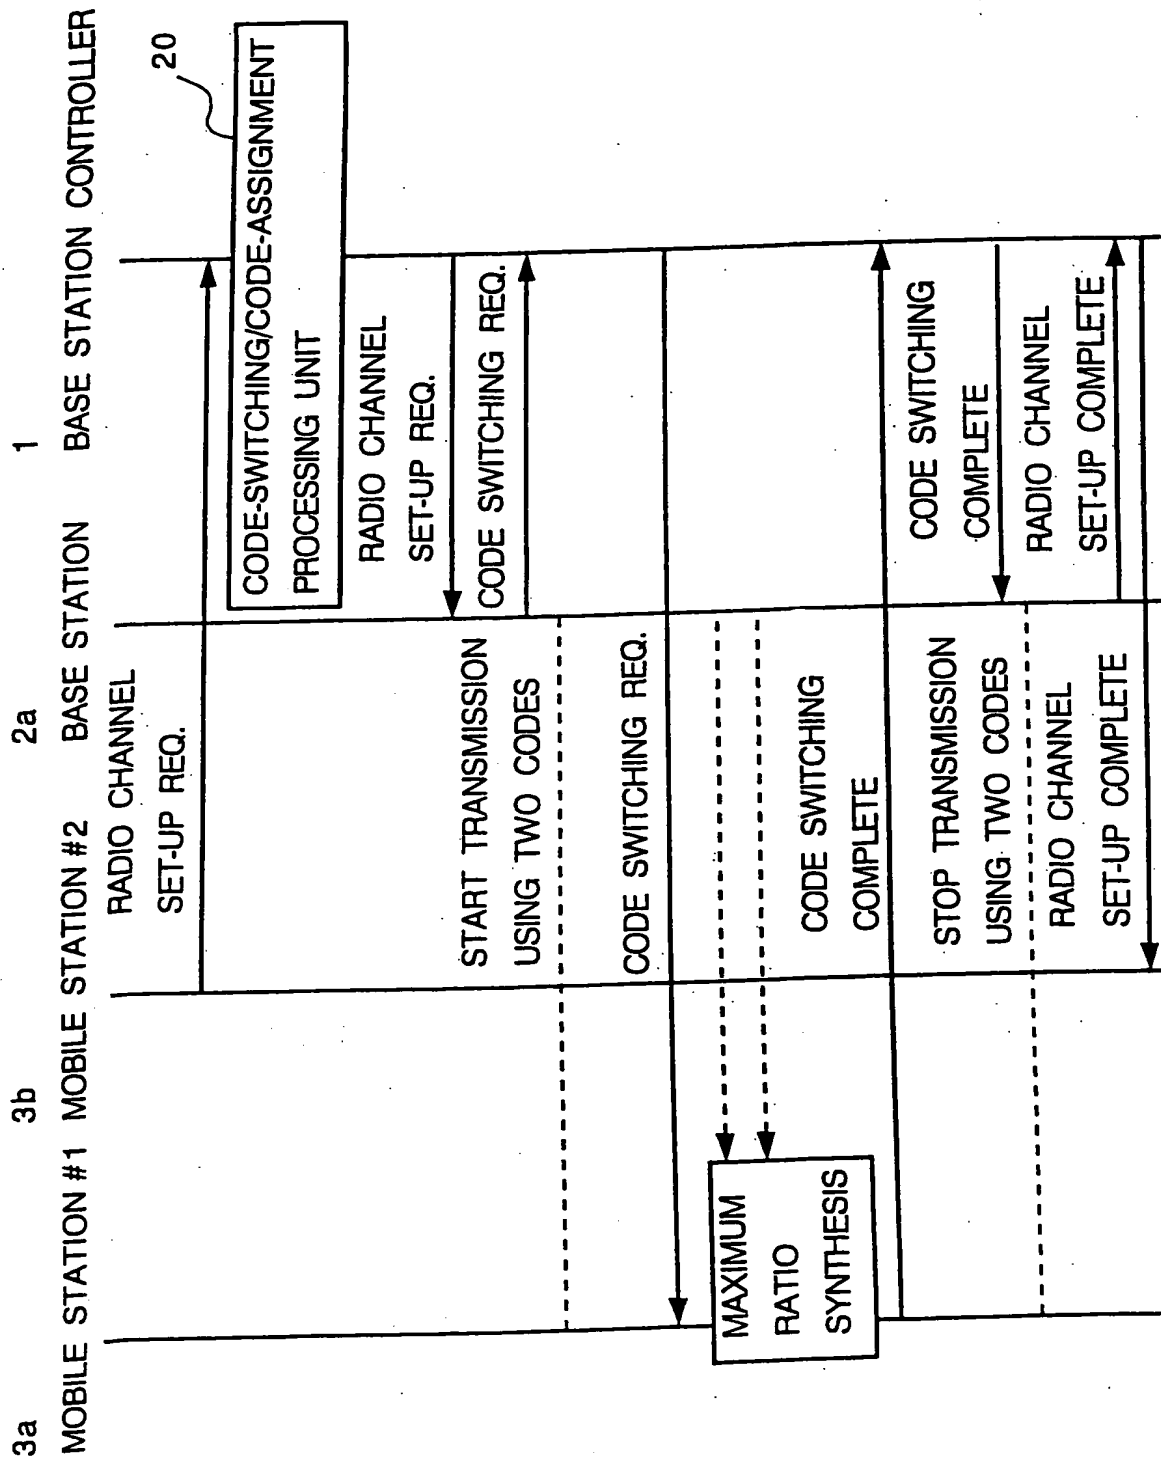 3a
3b
2a
1
MOBILE STATION #1
MOBILE STATION #2
BASE STATION
BASE STATION CONTROLLER
RADIO CHANNEL
SET-UP REQ.
20
CODE-SWITCHING/CODE-ASSIGNMENT
PROCESSING UNIT
RADIO CHANNEL
SET-UP REQ.
CODE SWITCHING REQ.
START TRANSMISSION
USING TWO CODES
CODE SWITCHING REQ.
MAXIMUM
RATIO
SYNTHESIS
CODE SWITCHING
COMPLETE
CODE SWITCHING
COMPLETE
STOP TRANSMISSION
USING TWO CODES
RADIO CHANNEL
SET-UP COMPLETE
RADIO CHANNEL
SET-UP COMPLETE